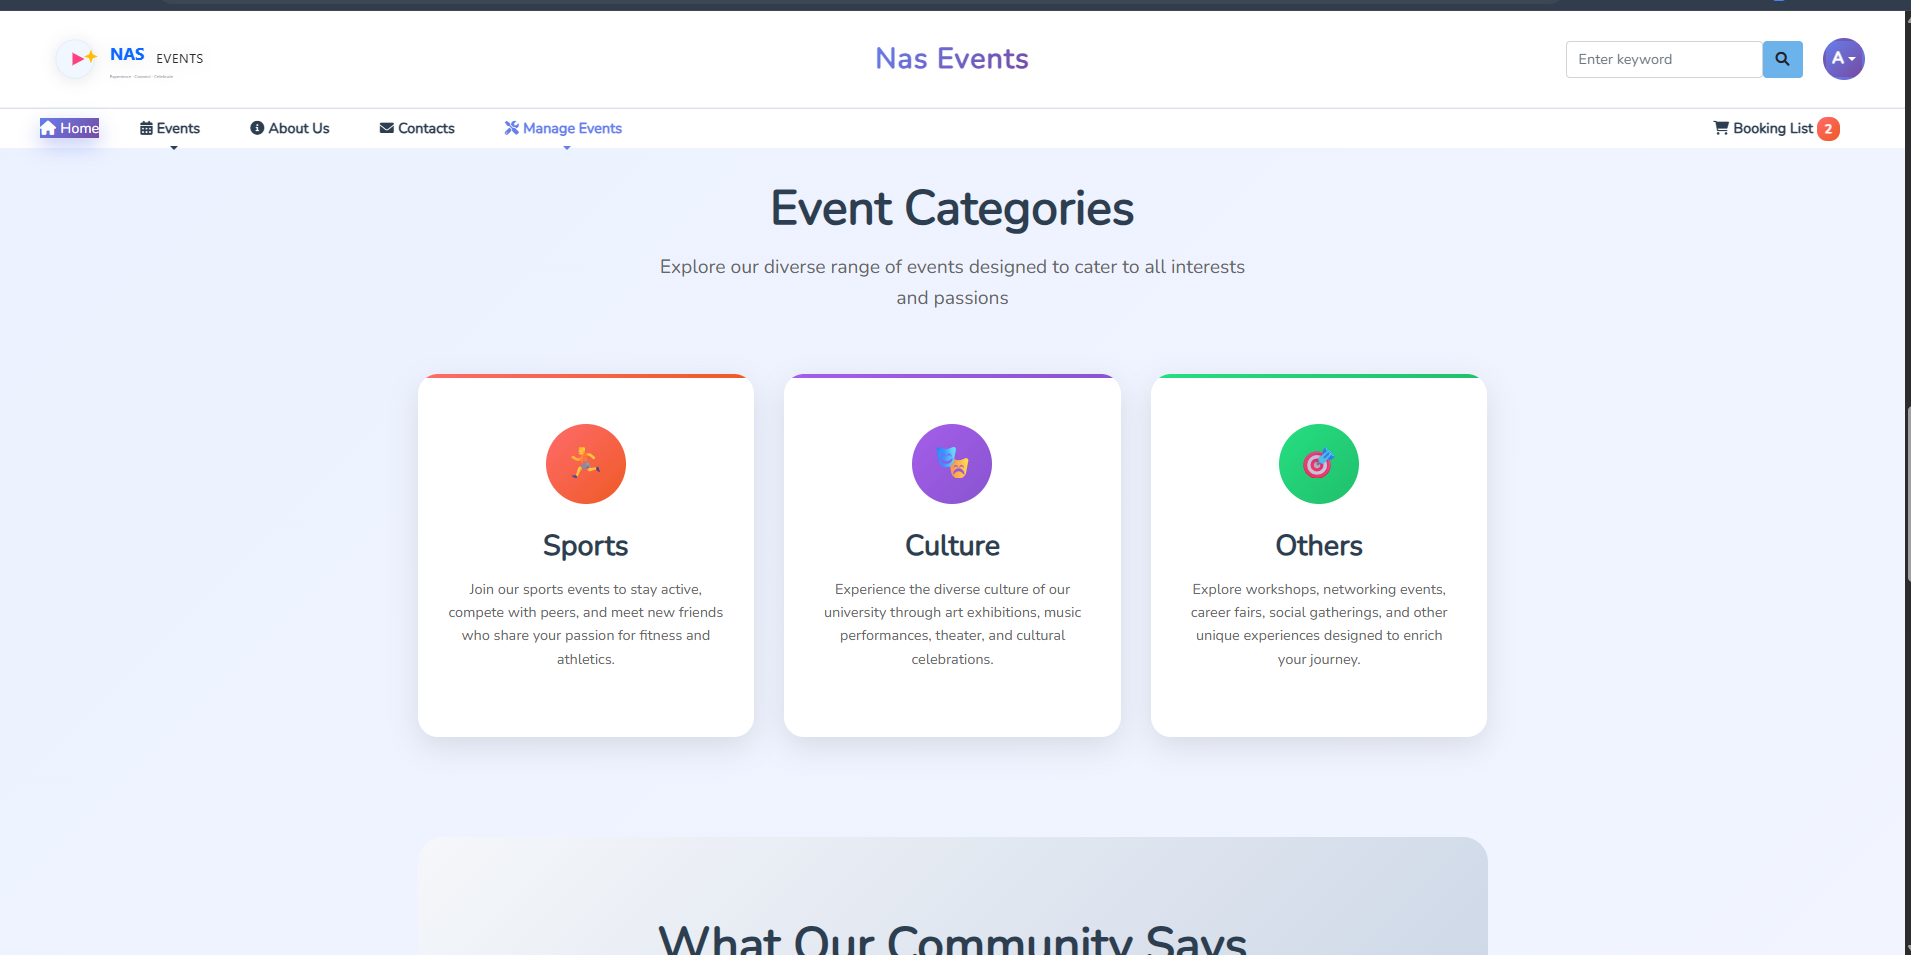 NAS EVENTS
Experience · Connect · Celebrate
Nas Events
Enter keyword
A
Home
Events
About Us
Contacts
Manage Events
Booking List 2
Event Categories
Explore our diverse range of events designed to cater to all interests
and passions
Sports
Join our sports events to stay active,
compete with peers, and meet new friends
who share your passion for fitness and
athletics.
Culture
Experience the diverse culture of our
university through art exhibitions, music
performances, theater, and cultural
celebrations.
Others
Explore workshops, networking events,
career fairs, social gatherings, and other
unique experiences designed to enrich
your journey.
What Our Community Says